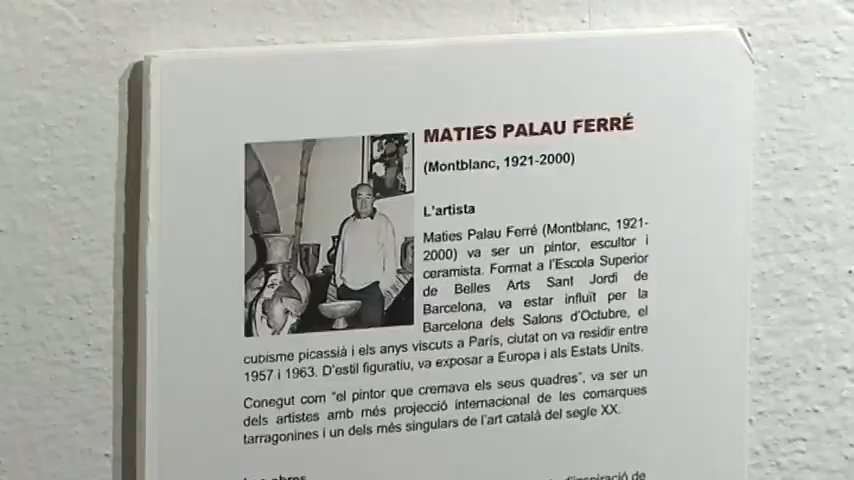 MATIES PALAU FERRÉ
(Montblanc, 1921-2000)
L'artista
Maties Palau Ferré (Montblanc, 1921-
2000) va ser un pintor, escultor i
ceramista. Format a l'Escola Superior
de Belles Arts Sant Jordi de
Barcelona, va estar influït per la
Barcelona dels Salons d'Octubre, el
cubisme picassià i els anys viscuts a París, ciutat on va residir entre
1957 i 1963. D'estil figuratiu, va exposar a Europa i als Estats Units.
Conegut com "el pintor que cremava els seus quadres", va ser un
dels artistes amb més projecció internacional de les comarques
tarragonines i un dels més singulars de l'art català del segle XX.
d'inspiració de